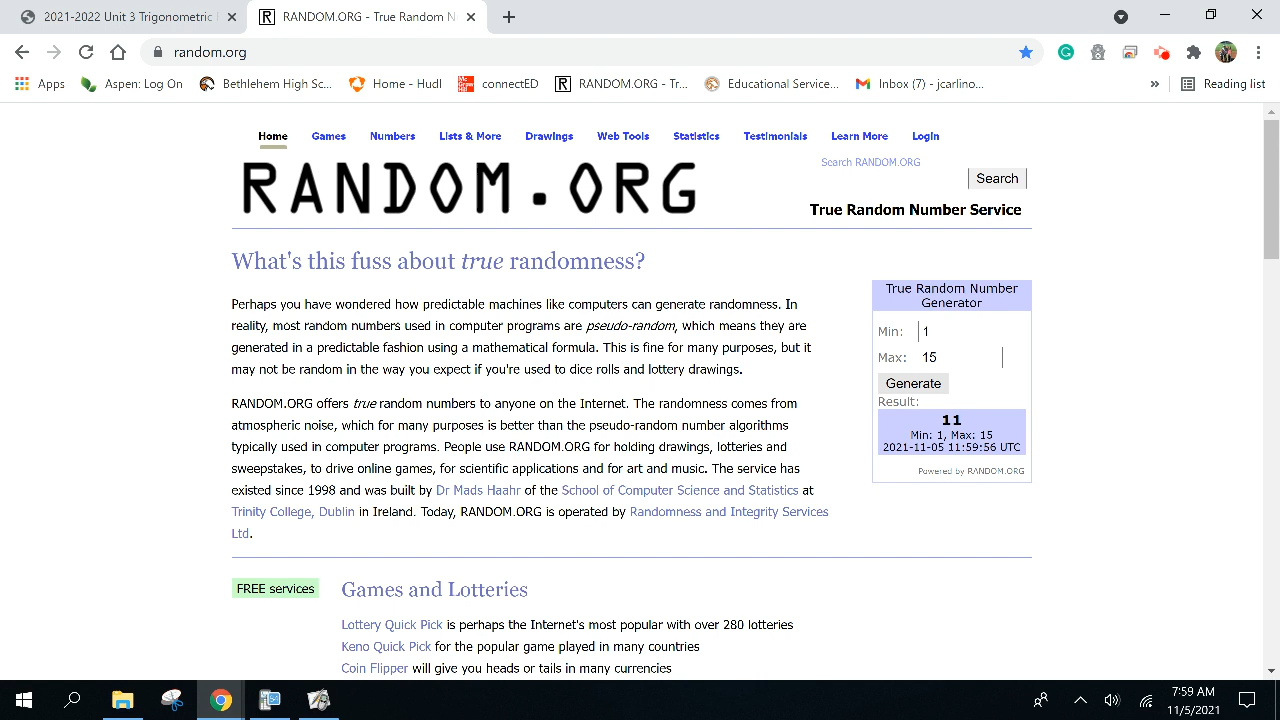 2021-2022 Unit 3 Trigonometric
RANDOM.ORG - True Random N
random.org
Apps
Aspen: Log On
Bethlehem High Sc...
Home - Hudl
connectED
RANDOM.ORG - Tr...
Educational Service...
Inbox (7) - jcarlino...
»
Reading list
Home
Games
Numbers
Lists & More
Drawings
Web Tools
Statistics
Testimonials
Learn More
Login
RANDOM.ORG
Search RANDOM.ORG
Search
True Random Number Service
What's this fuss about true randomness?
Perhaps you have wondered how predictable machines like computers can generate randomness. In
reality, most random numbers used in computer programs are pseudo-random, which means they are
generated in a predictable fashion using a mathematical formula. This is fine for many purposes, but it
may not be random in the way you expect if you're used to dice rolls and lottery drawings.
RANDOM.ORG offers true random numbers to anyone on the Internet. The randomness comes from
atmospheric noise, which for many purposes is better than the pseudo-random number algorithms
typically used in computer programs. People use RANDOM.ORG for holding drawings, lotteries and
sweepstakes, to drive online games, for scientific applications and for art and music. The service has
existed since 1998 and was built by Dr Mads Haahr of the School of Computer Science and Statistics at
Trinity College, Dublin in Ireland. Today, RANDOM.ORG is operated by Randomness and Integrity Services
Ltd.
True Random Number
Generator
Min: 1
Max: 15
Generate
Result:
11
Min: 1, Max: 15
2021-11-05 11:59:56 UTC
Powered by RANDOM.ORG
FREE services
Games and Lotteries
Lottery Quick Pick is perhaps the Internet's most popular with over 280 lotteries
Keno Quick Pick for the popular game played in many countries
Coin Flipper will give you heads or tails in many currencies
7:59 AM
11/5/2021